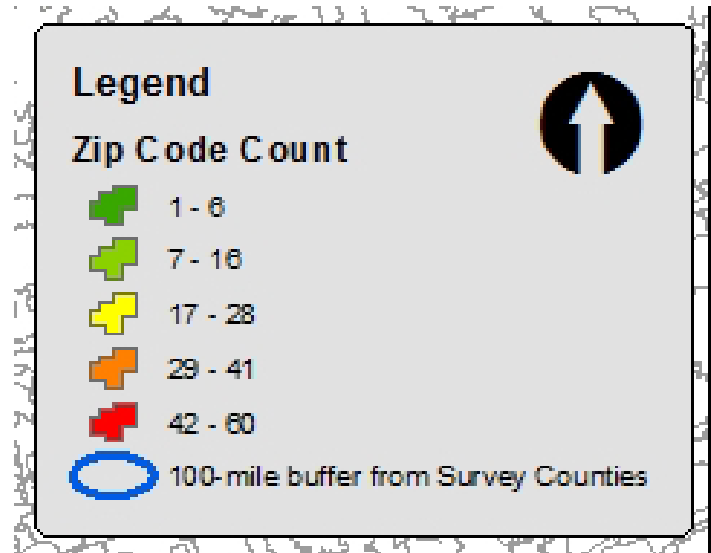 Legend
Zip Code Count
1 - 6
7 - 16
17 - 28
29 - 41
42 - 60
100-mile buffer from Survey Counties